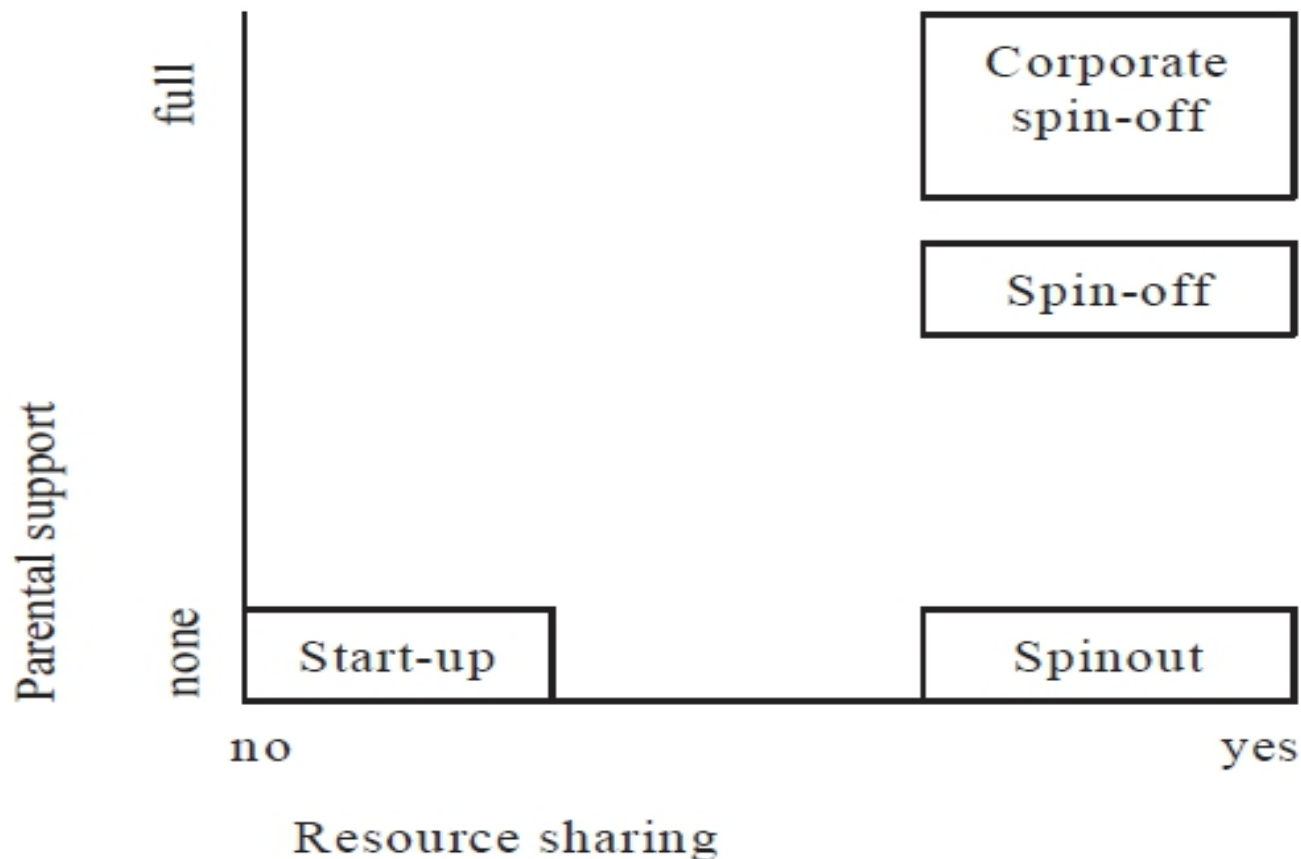 full
Corporate
spin-off
Spin-off
Parental support
none
Start-up
Spinout
no
yes
Resource sharing